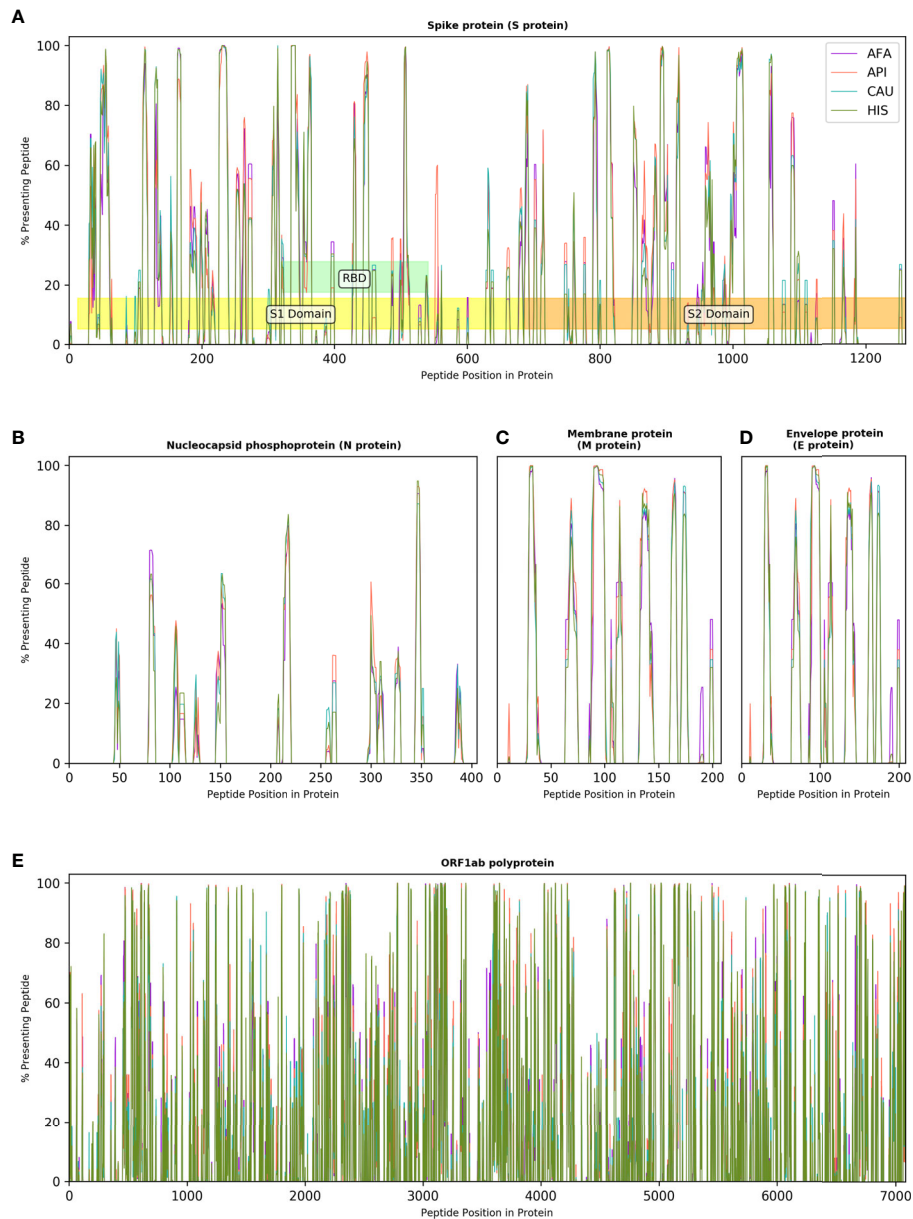 A
Spike protein (S protein)
% Presenting Peptide
100
80
60
40
20
0
AFA
API
CAU
HIS
RBD
S1 Domain
S2 Domain
0 200 400 600 800 1000 1200
Peptide Position in Protein
B
Nucleocapsid phosphoprotein (N protein)
% Presenting Peptide
100
80
60
40
20
0
0 50 100 150 200 250 300 350 400
Peptide Position in Protein
C
Membrane protein
(M protein)
0 50 100 150 200
Peptide Position in Protein
D
Envelope protein
(E protein)
0 100 200
Peptide Position in Protein
E
ORF1ab polyprotein
% Presenting Peptide
100
80
60
40
20
0
0 1000 2000 3000 4000 5000 6000 7000
Peptide Position in Protein